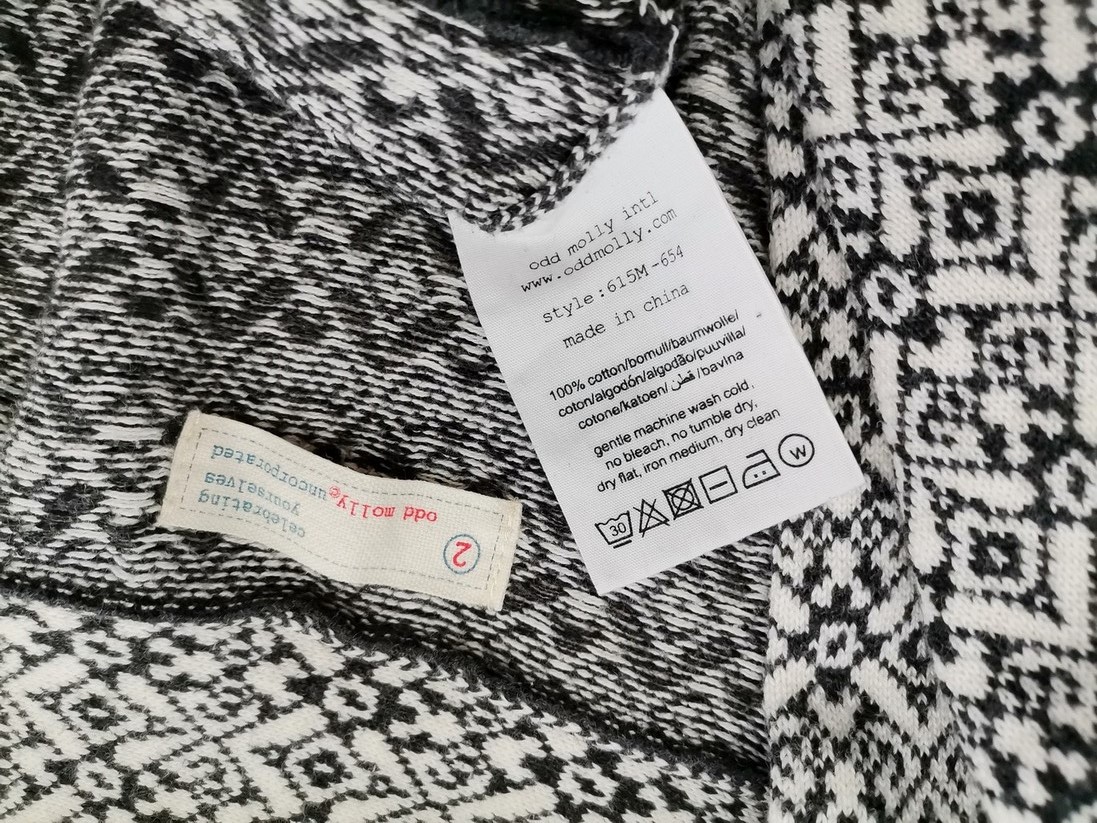 odd molly intl
www.oddmolly.com
style:615M-654
made in china
100% cotton/bomull/baumwolle/
coton/algodón/algodão/puuvilla/
cotone/katoen/ قطن /bavlna
gentle machine wash cold,
no bleach, no tumble dry,
dry flat, iron medium, dry clean
30
W
2
odd molly
celebrating
yourselves
uncorporated